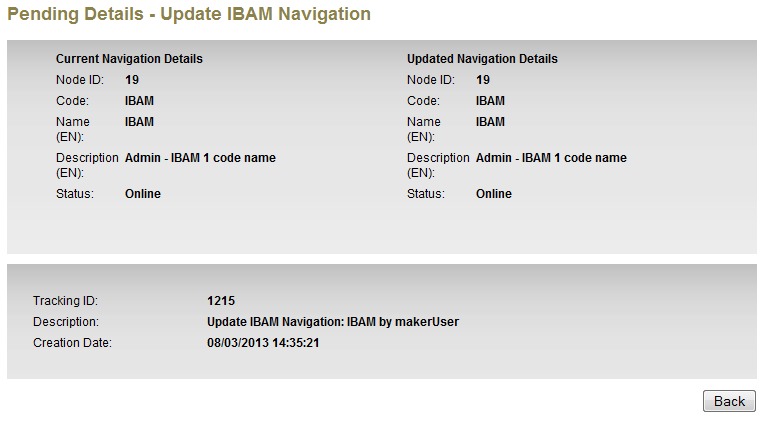 Pending Details - Update IBAM Navigation
Current Navigation Details
Node ID: 19
Code: IBAM
Name (EN): IBAM
Description (EN): Admin - IBAM 1 code name
Status: Online
Updated Navigation Details
Node ID: 19
Code: IBAM
Name (EN): IBAM
Description (EN): Admin - IBAM 1 code name
Status: Online
Tracking ID: 1215
Description: Update IBAM Navigation: IBAM by makerUser
Creation Date: 08/03/2013 14:35:21
Back